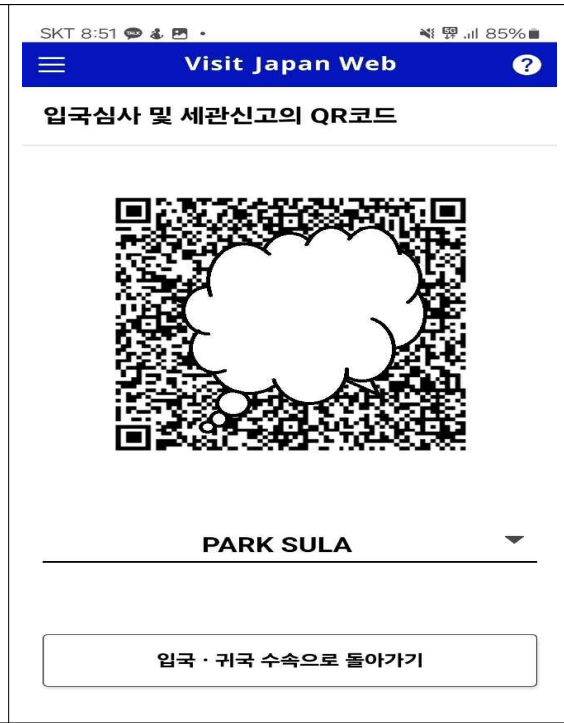 SKT 8:51
85%
Visit Japan Web
?
입국심사 및 세관신고의 QR코드
PARK SULA
입국 · 귀국 수속으로 돌아가기